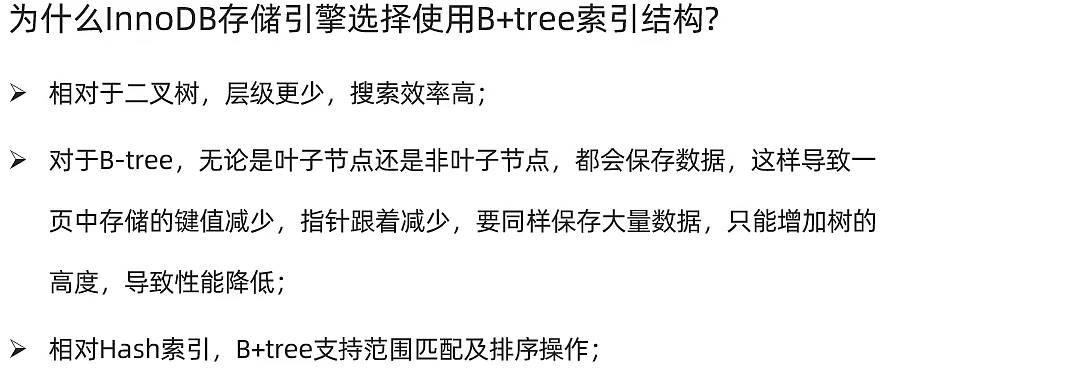 为什么InnoDB存储引擎选择使用B+tree索引结构?
➢ 相对于二叉树，层级更少，搜索效率高；
➢ 对于B-tree，无论是叶子节点还是非叶子节点，都会保存数据，这样导致一
页中存储的键值减少，指针跟着减少，要同样保存大量数据，只能增加树的
高度，导致性能降低；
➢ 相对Hash索引，B+tree支持范围匹配及排序操作；